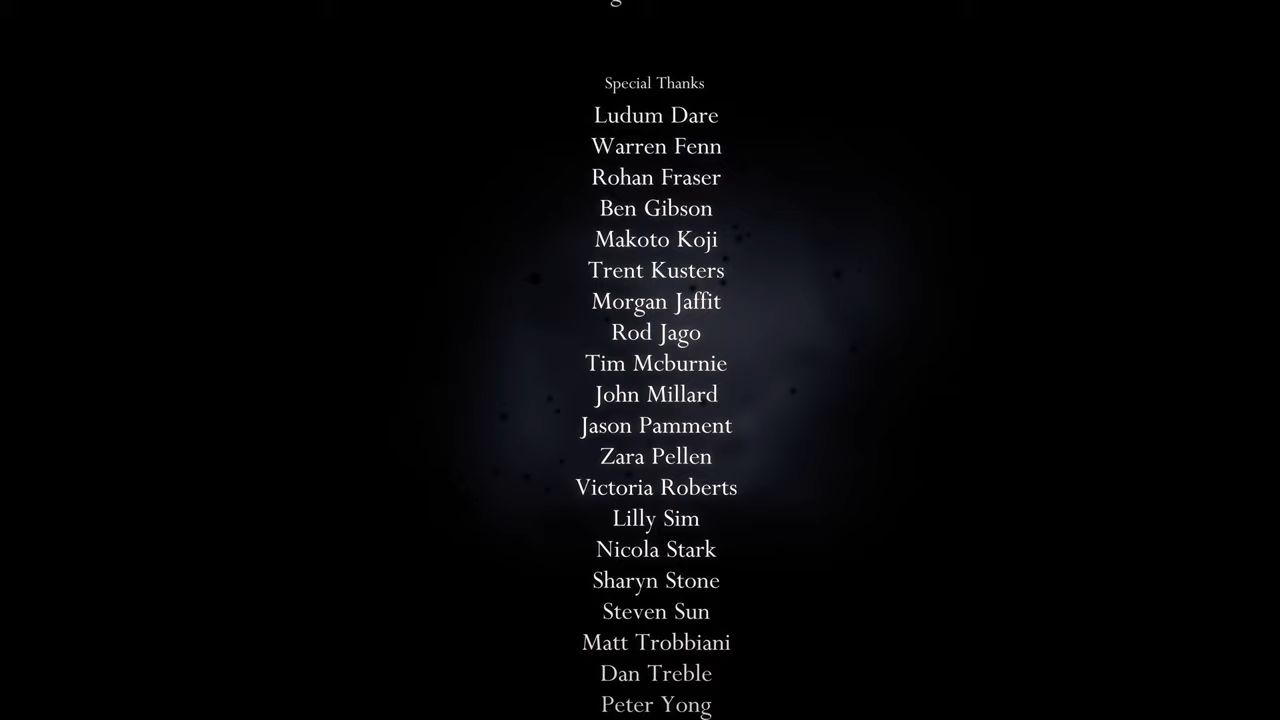 Special Thanks
Ludum Dare
Warren Fenn
Rohan Fraser
Ben Gibson
Makoto Koji
Trent Kusters
Morgan Jaffit
Rod Jago
Tim Mcburnie
John Millard
Jason Pamment
Zara Pellen
Victoria Roberts
Lilly Sim
Nicola Stark
Sharyn Stone
Steven Sun
Matt Trobbiani
Dan Treble
Peter Yong